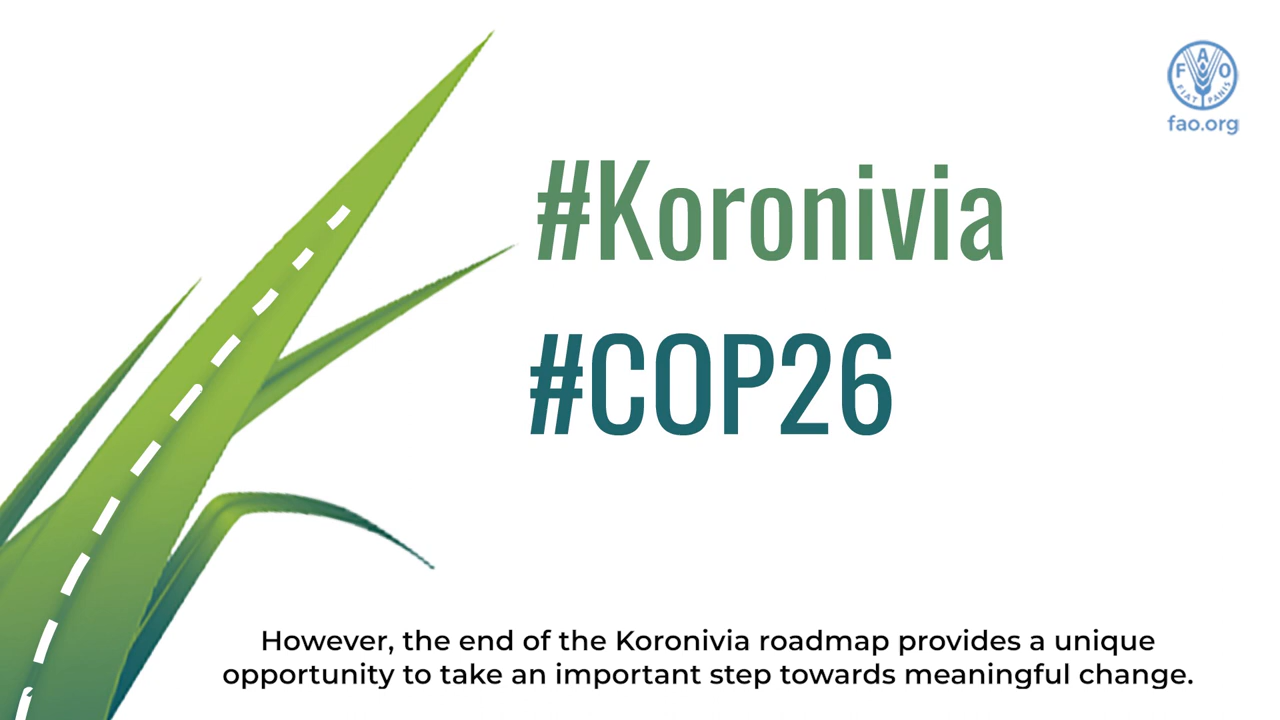 F A O
FIAT PANIS
fao.org
#Koronivia
#COP26
However, the end of the Koronivia roadmap provides a unique
opportunity to take an important step towards meaningful change.